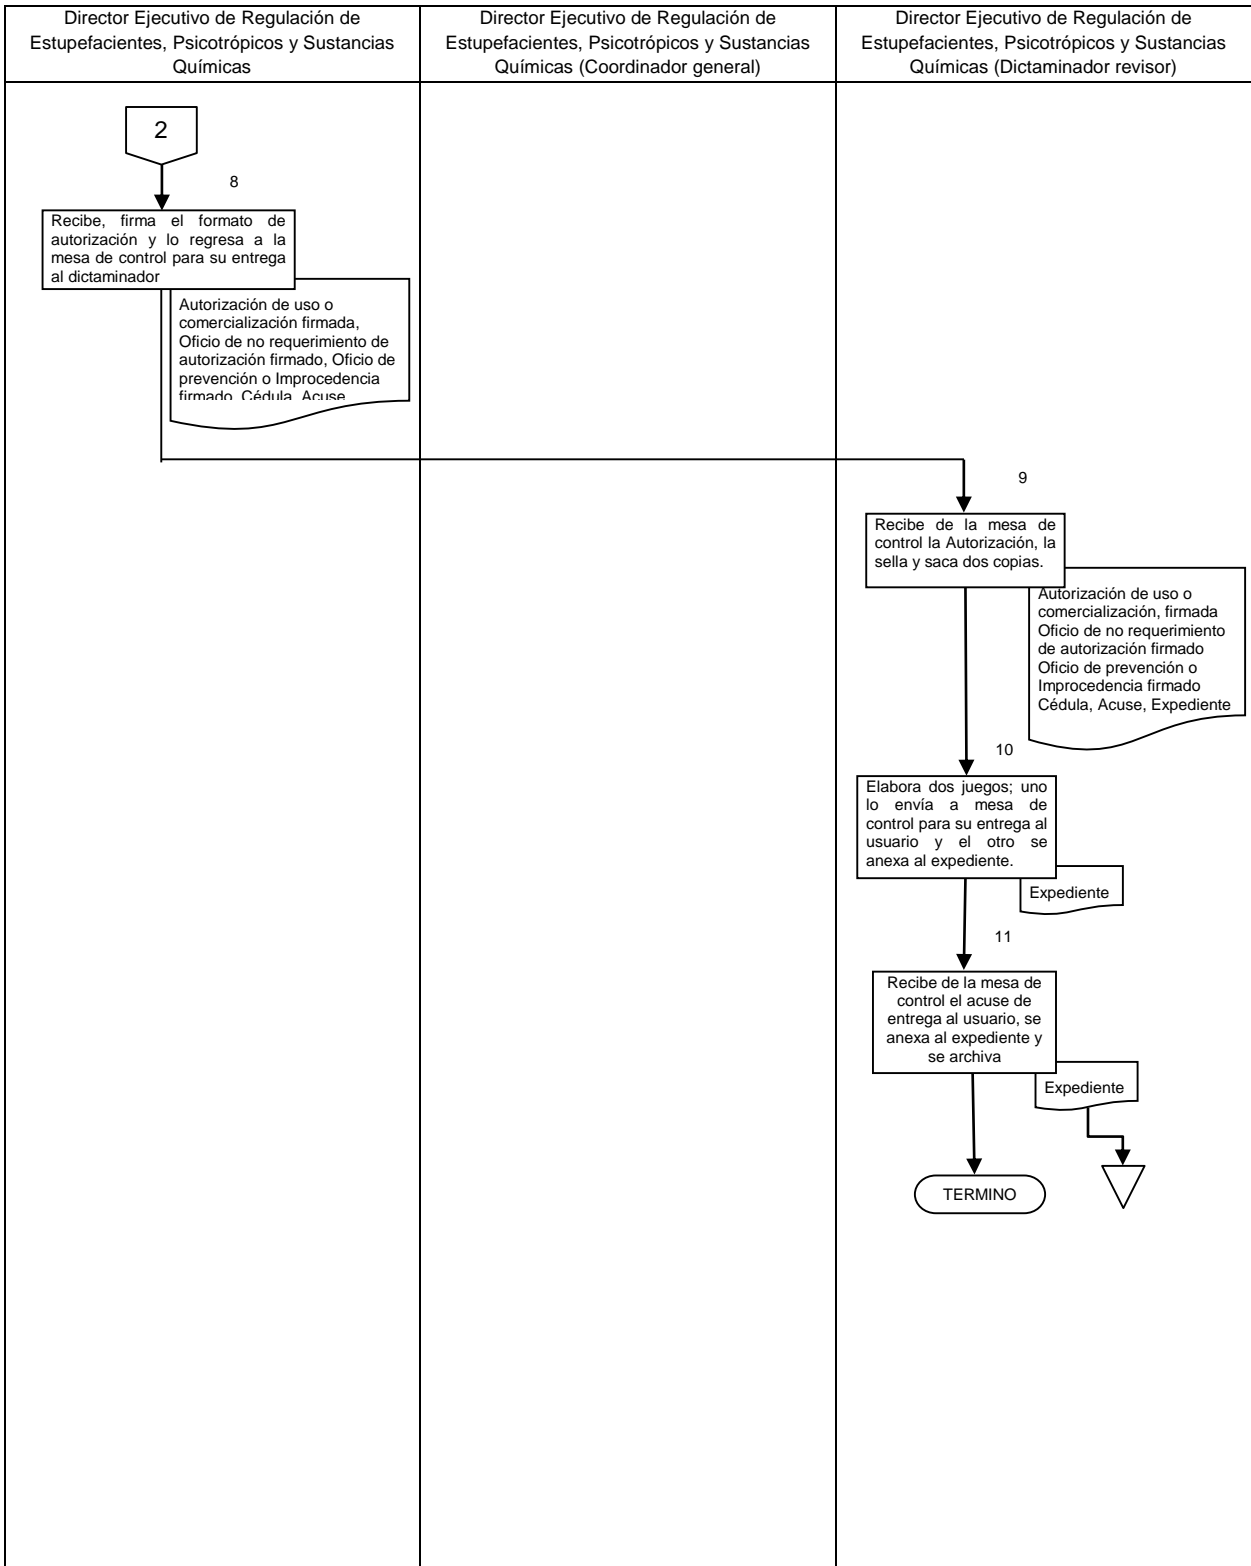 Director Ejecutivo de Regulación de
Estupefacientes, Psicotrópicos y Sustancias
Químicas
Director Ejecutivo de Regulación de
Estupefacientes, Psicotrópicos y Sustancias
Químicas (Coordinador general)
Director Ejecutivo de Regulación de
Estupefacientes, Psicotrópicos y Sustancias
Químicas (Dictaminador revisor)
2
8
Recibe, firma el formato de
autorización y lo regresa a la
mesa de control para su entrega
al dictaminador
Autorización de uso o
comercialización firmada,
Oficio de no requerimiento de
autorización firmado, Oficio de
prevención o Improcedencia
firmado, Cédula, Acuse
9
Recibe de la mesa de
control la Autorización, la
sella y saca dos copias.
Autorización de uso o
comercialización, firmada
Oficio de no requerimiento
de autorización firmado
Oficio de prevención o
Improcedencia firmado
Cédula, Acuse, Expediente
10
Elabora dos juegos; uno
lo envía a mesa de
control para su entrega al
usuario y el otro se
anexa al expediente.
Expediente
11
Recibe de la mesa de
control el acuse de
entrega al usuario, se
anexa al expediente y
se archiva
Expediente
TERMINO